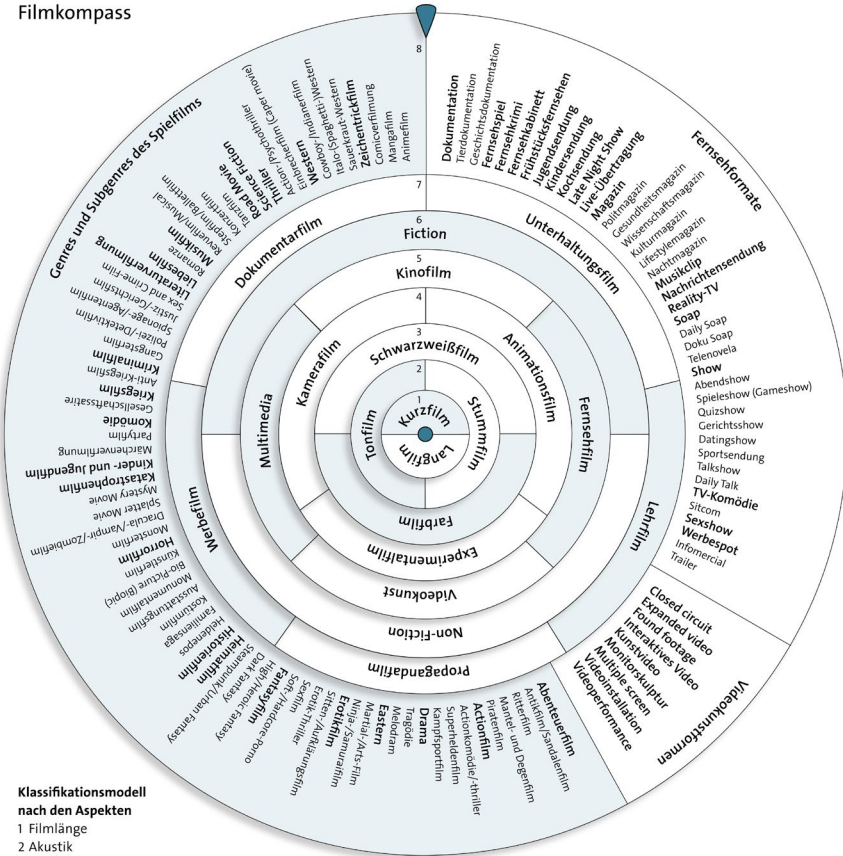 Filmkompass
8
7
6
5
4
3
2
1
Kurzfilm
Langfilm
Tonfilm
Stummfilm
Schwarzweißfilm
Farbfilm
Kamerafilm
Animationsfilm
Experimentalfilm
Kinofilm
Fernsehfilm
Videokunst
Multimedia
Fiction
Non-Fiction
Dokumentarfilm
Unterhaltungsfilm
Lehrfilm
Propagandafilm
Werbefilm
Fernsehformate
Dokumentation
Tierdokumentation
Geschichtsdokumentation
Fernsehspiel
Fernsehkrimi
Fernsehkabinett
Frühstücksfernsehen
Jugendsendung
Kindersendung
Kochsendung
Late Night Show
Live-Übertragung
Magazin
Politmagazin
Gesundheitsmagazin
Wissenschaftsmagazin
Kulturmagazin
Lifestylemagazin
Nachtmagazin
Musikclip
Nachrichtensendung
Reality-TV
Soap
Daily Soap
Doku Soap
Telenovela
Show
Abendshow
Spieleshow (Gameshow)
Quizshow
Gerichtsshow
Datingshow
Sportsendung
Talkshow
Daily Talk
TV-Komödie
Sitcom
Sexshow
Werbespot
Infomercial
Trailer
Videokunstformen
Closed circuit
Expanded video
Found footage
Interaktives Video
Kunstvideo
Monitorskulptur
Multiple screen
Videoinstallation
Videoperformance
Genres und Subgenres des Spielfilms
Abenteuerfilm
Antikfilm/Sandalenfilm
Ritterfilm
Mantel- und Degenfilm
Piratenfilm
Actionfilm
Actionkomödie/-thriller
Superheldenfilm
Kampfsportfilm
Drama
Tragödie
Melodram
Eastern
Martial-Arts-Film
Ninja-/Samuraifilm
Erotikfilm
Sitten-/Aufklärungsfilm
Erotik-Thriller
Sexfilm
Soft-/Hardcore Porno
Fantasyfilm
High/Heroic Fantasy
Dark Fantasy
Steampunk/Urban Fantasy
Heimatfilm
Historienfilm
Heldenepos
Familiensaga
Kostümfilm
Ausstattungsfilm
Monumentalfilm
Bio-Picture (Biopic)
Künstlerfilm
Horrorfilm
Monsterfilm
Dracula-/Vampir-/Zombiefilm
Splatter Movie
Mystery Movie
Katastrophenfilm
Kinder- und Jugendfilm
Märchenverfilmung
Partyfilm
Komödie
Gesellschaftssatire
Kriegsfilm
Anti-Kriegsfilm
Kriminalfilm
Gangsterfilm
Polizei-/Detektivfilm
Spionage-/Agentenfilm
Justiz-/Gerichtsfilm
Sex and Crime-Film
Literaturverfilmung
Liebesfilm
Romanze
Musikfilm
Revuefilm/Musical
Stepfilm/Ballettfilm
Konzertfilm
Tanzfilm
Road Movie
Science Fiction
Thriller
Action-/Psychothriller
Einbrecherfilm (Caper movie)
Western
Cowboy-/Indianerfilm
Italo-(Spaghetti-)Western
Sauerkraut-Western
Zeichentrickfilm
Comicverfilmung
Mangafilm
Animefilm
Klassifikationsmodell
nach den Aspekten
1 Filmlänge
2 Akustik